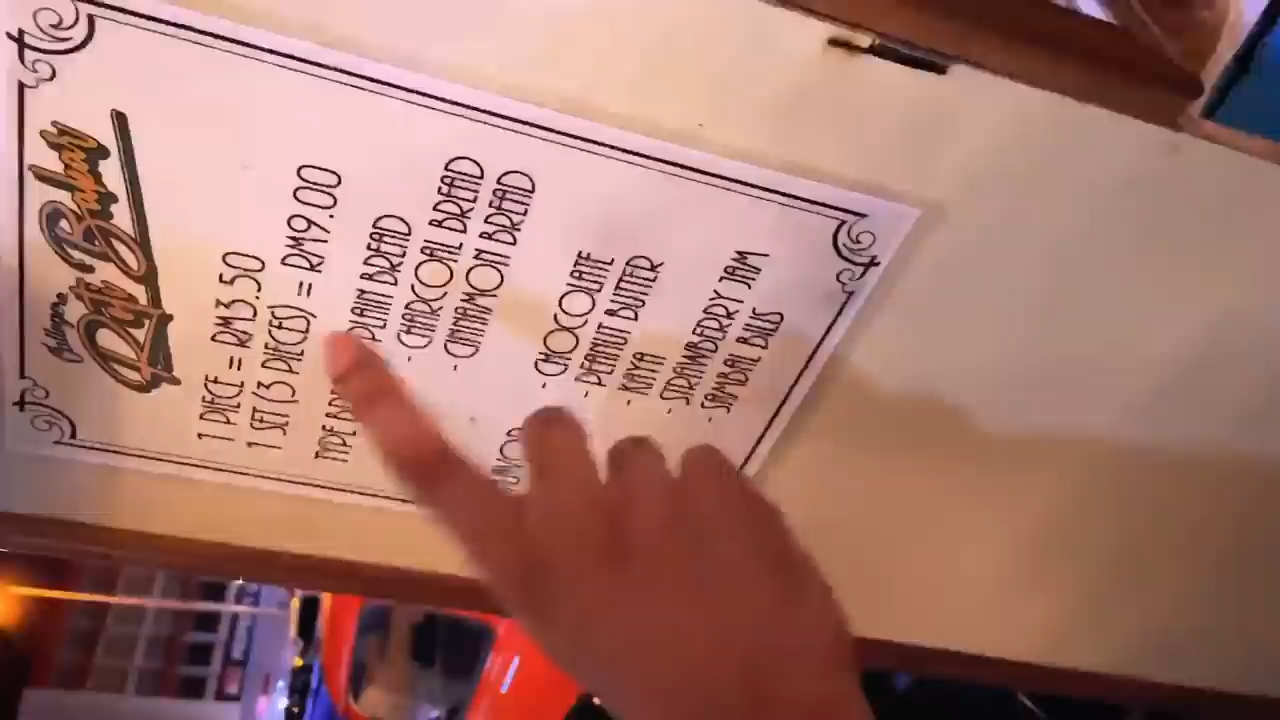 Roti Bakar
1 PIECE = RM3.50
1 SET (3 PIECES) = RM9.00
TYPE
- PLAIN BREAD
- CHARCOAL BREAD
- CINNAMON BREAD
- CHOCOLATE
- PEANUT BUTTER
- KAYA
- STRAWBERRY JAM
- SAMBAL BILIS